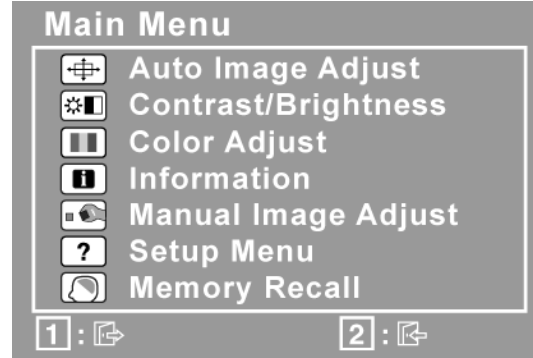 Main Menu
Auto Image Adjust
Contrast/Brightness
Color Adjust
Information
Manual Image Adjust
? Setup Menu
Memory Recall
1 : 2 :